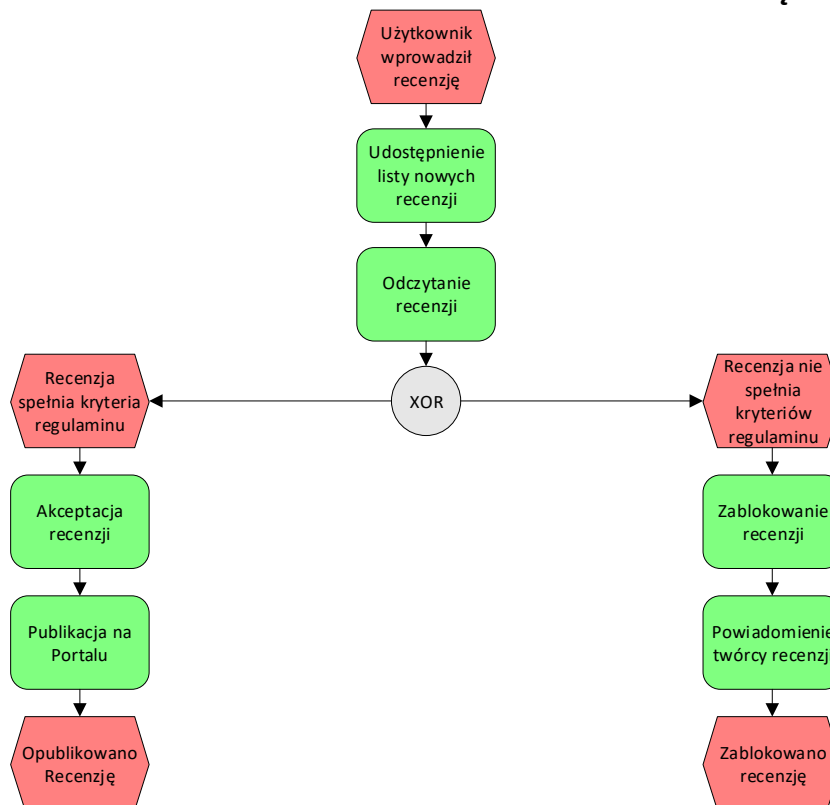 Użytkownik
wprowadził
recenzję
Udostępnienie
listy nowych
recenzji
Odczytanie
recenzji
XOR
Recenzja
spełnia kryteria
regulaminu
Recenzja nie
spełnia
kryteriów
regulaminu
Akceptacja
recenzji
Zablokowanie
recenzji
Publikacja na
Portalu
Powiadomienie
twórcy recenzji
Opublikowano
Recenzję
Zablokowano
recenzję